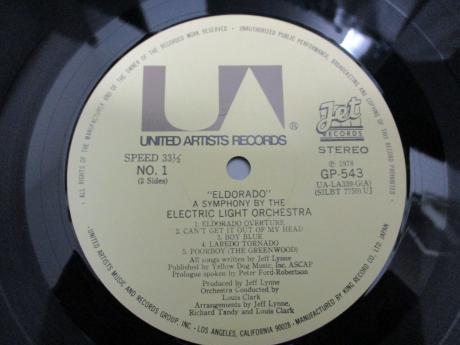 UA
®
UNITED ARTISTS RECORDS
Jet
RECORDS
SPEED 33⅓
STEREO
NO. 1
(2 Sides)
℗ 1978
GP-543
UA-LA339-G(A)
(SILBT 7759) UJ
"ELDORADO"
A SYMPHONY BY THE
ELECTRIC LIGHT ORCHESTRA
1. ELDORADO OVERTURE
2. CAN'T GET IT OUT OF MY HEAD
3. BOY BLUE
4. LAREDO TORNADO
5. POORBOY (THE GREENWOOD)
All songs written by Jeff Lynne
Published by Yellow Dog Music, Inc. ASCAP
Prologue spoken by Peter Ford-Robertson
Produced by Jeff Lynne
Orchestra Conducted by
Louis Clark
Arrangements by Jeff Lynne,
Richard Tandy and Louis Clark
· ALL RIGHTS OF THE MANUFACTURER AND OF THE OWNER OF THE RECORDED WORK RESERVED · UNAUTHORISED PUBLIC PERFORMANCE, BROADCASTING AND COPYING OF THIS RECORD PROHIBITED ·
· UNITED ARTISTS MUSIC AND RECORDS GROUP, INC. · LOS ANGELES, CALIFORNIA 90028 · MANUFACTURED BY KING RECORD CO. LTD. JAPAN ·